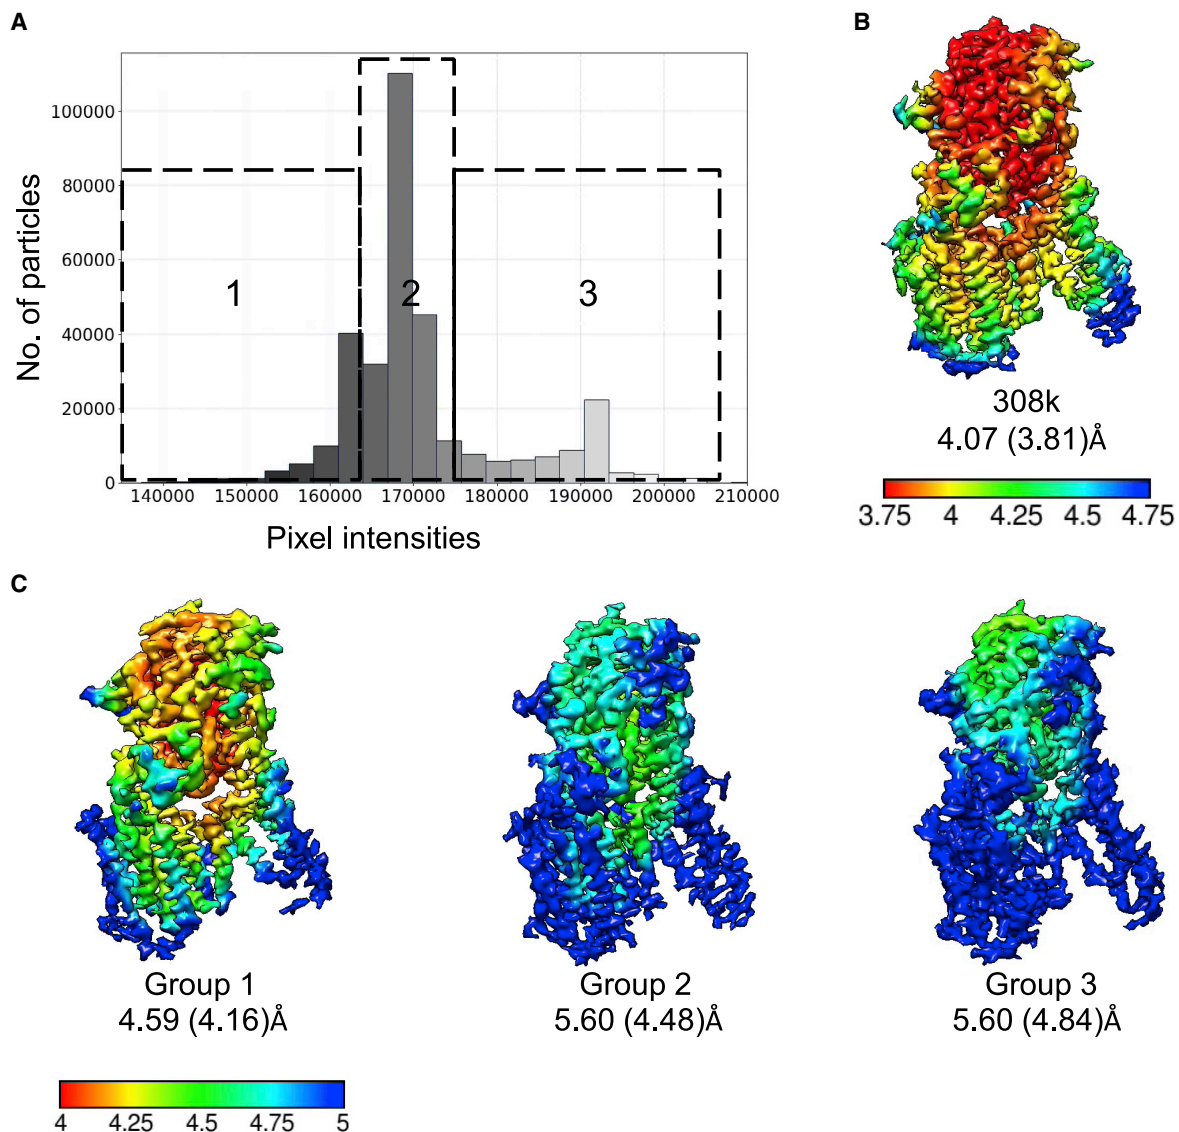 A
No. of particles
100000
80000
60000
40000
20000
0
1
2
3
140000 150000 160000 170000 180000 190000 200000 210000
Pixel intensities
B
308k
4.07 (3.81)Å
3.75 4 4.25 4.5 4.75
C
Group 1
4.59 (4.16)Å
Group 2
5.60 (4.48)Å
Group 3
5.60 (4.84)Å
4 4.25 4.5 4.75 5